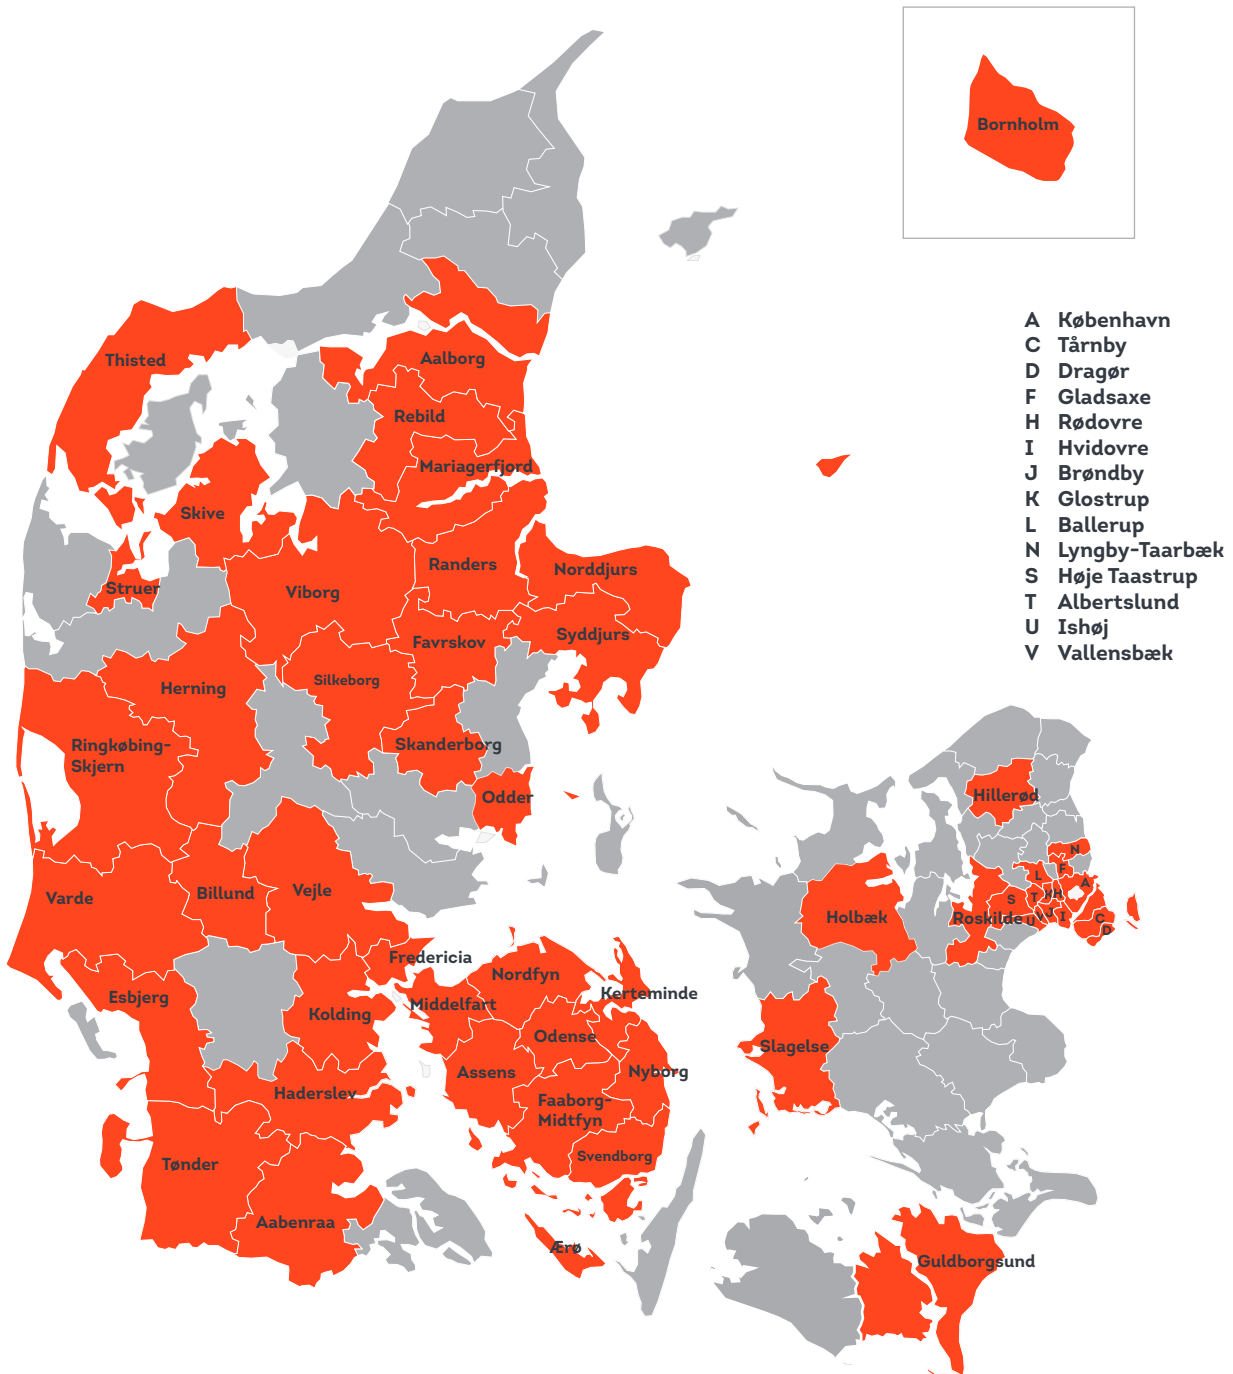 Bornholm
A København
C Tårnby
D Dragør
F Gladsaxe
H Rødovre
I Hvidovre
J Brøndby
K Glostrup
L Ballerup
N Lyngby-Taarbæk
S Høje Taastrup
T Albertslund
U Ishøj
V Vallensbæk
Thisted
Aalborg
Rebild
Mariagerfjord
Skive
Struer
Viborg
Randers
Norddjurs
Syddjurs
Favrskov
Silkeborg
Herning
Ringkøbing-
Skjern
Skanderborg
Odder
Varde
Billund
Vejle
Fredericia
Esbjerg
Kolding
Middelfart
Nordfyn
Kerteminde
Odense
Assens
Nyborg
Faaborg-
Midtfyn
Haderslev
Svendborg
Tønder
Aabenraa
Ærø
Hillerød
N
F
L
A
K
H
T
S
Holbæk
Roskilde
U
V
J
I
C
D
Slagelse
Guldborgsund